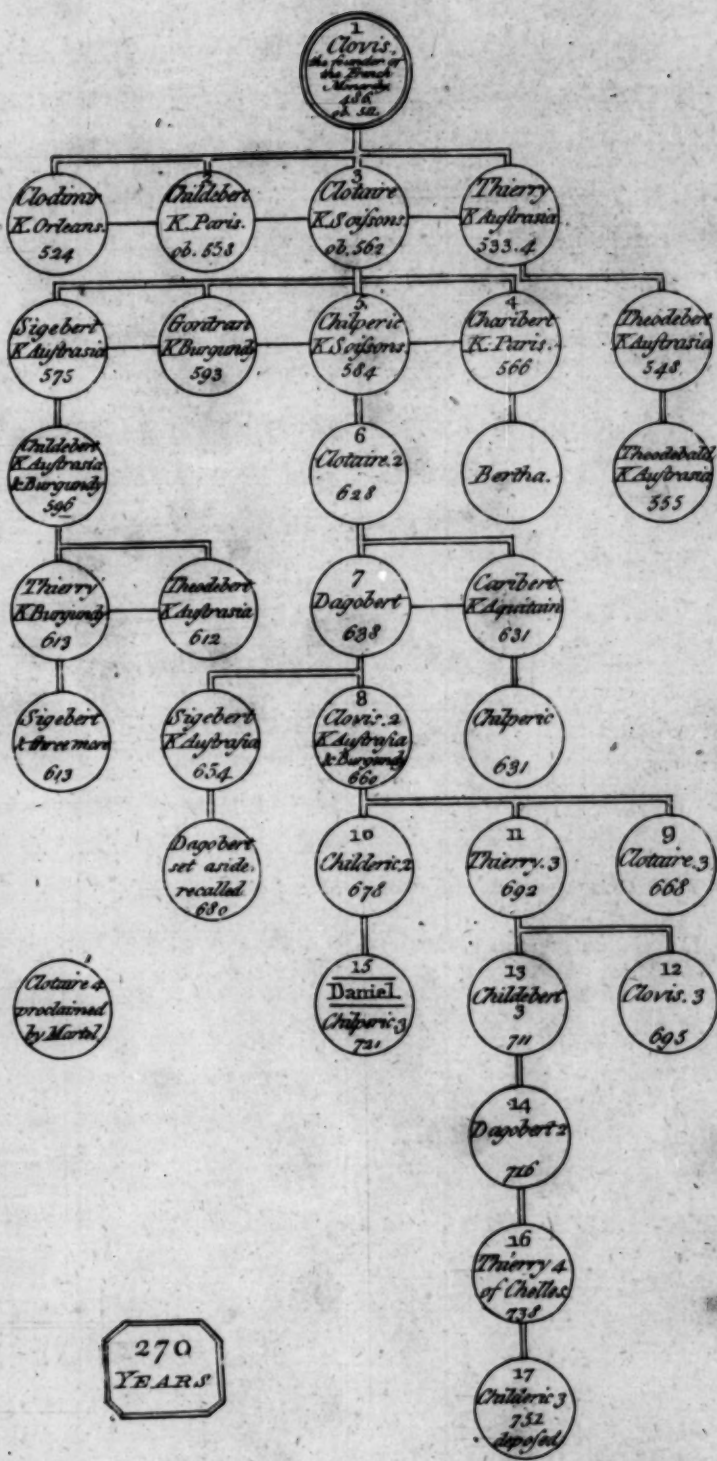 1
Clovis.
the founder of
the French
Monarchy.
486.
ob. 511.
Clodimir
K. Orleans.
524
2
Childebert
K. Paris.
ob. 558
3
Clotaire
K Soiſsons.
ob. 562
Thierry
K Auſtrasia
533.4
Sigebert
K Auſtrasia
575
Gontran
K Burgundy
593
5
Chilperic
K Soiſsons.
584
4
Charibert
K. Paris.
566
Theodebert
K Auſtrasia
548
Childebert
K Auſtrasia
& Burgundy
596
6
Clotaire.2
628
Bertha.
Theodebald
K Auſtrasia
555
Thierry
K Burgundy
613
Theodebert
K Auſtrasia
612
7
Dagobert
638
Caribert
K Aquitain
631
Sigebert
& three more
613
Sigebert
K Auſtraſia
654
8
Clovis.2
K Auſtrasia
& Burgundy
660
Chilperic
631
Dagobert
set aside.
recalled.
680
10
Childeric.2
678
11
Thierry.3
692
9
Clotaire.3
668
Clotaire 4
proclaimed
by Martel.
15
Daniel
Chilperic.3
721
13
Childebert
3
711
12
Clovis.3
695
14
Dagobert 2
716
16
Thierry 4
of Chelles.
738
270
YEARS
17
Childeric 3
752
depoſed